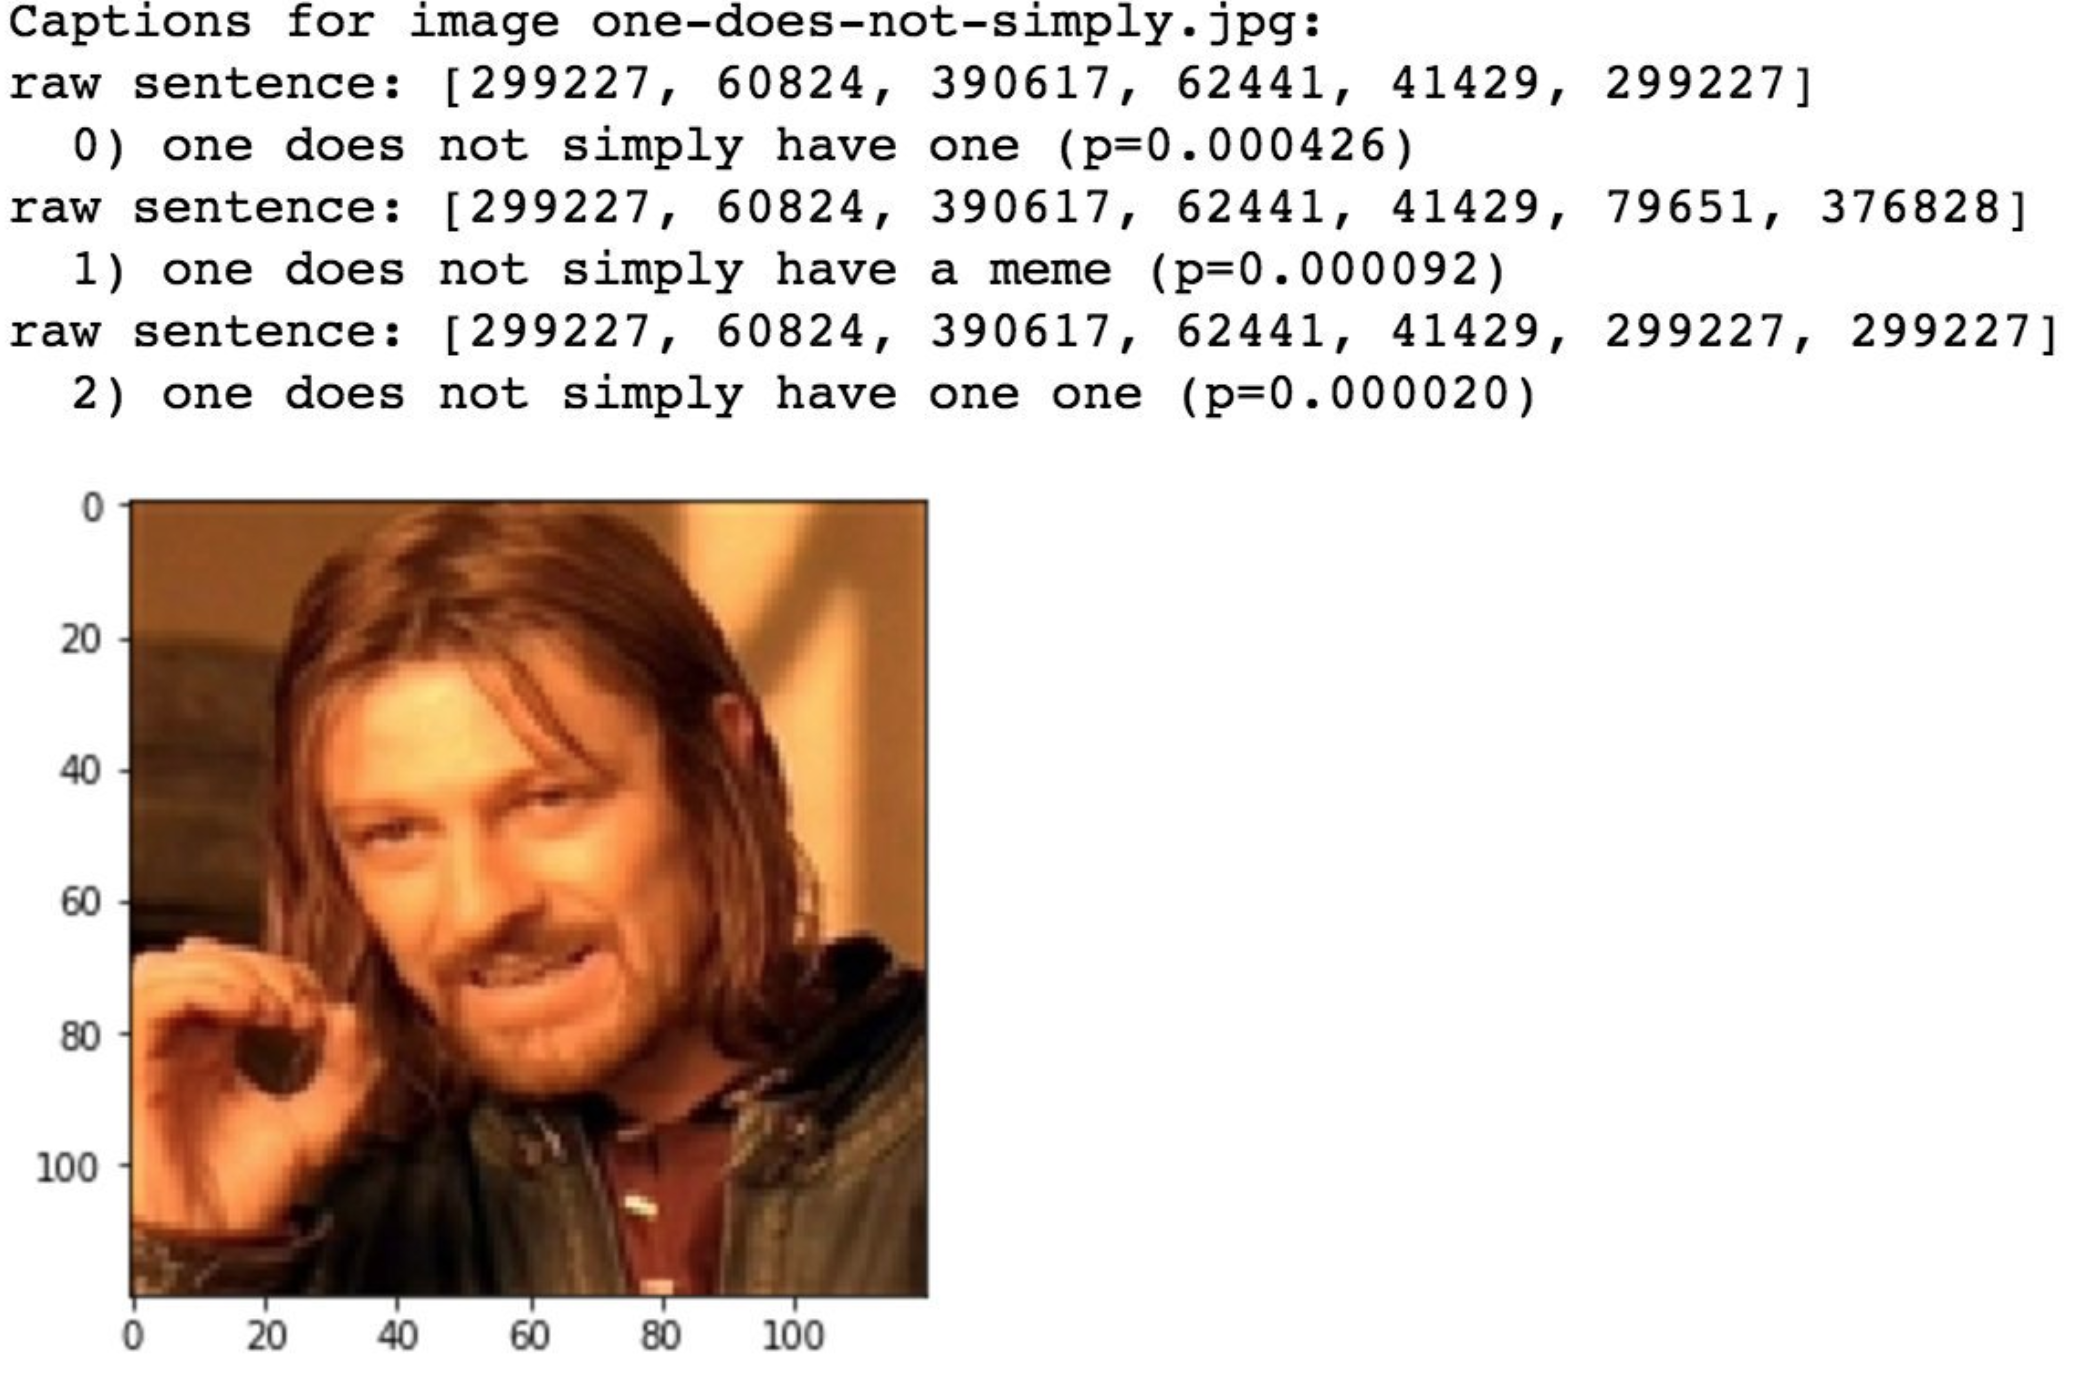 Captions for image one-does-not-simply.jpg:
raw sentence: [299227, 60824, 390617, 62441, 41429, 299227]
0) one does not simply have one (p=0.000426)
raw sentence: [299227, 60824, 390617, 62441, 41429, 79651, 376828]
1) one does not simply have a meme (p=0.000092)
raw sentence: [299227, 60824, 390617, 62441, 41429, 299227, 299227]
2) one does not simply have one one (p=0.000020)
0
20
40
60
80
100
0 20 40 60 80 100